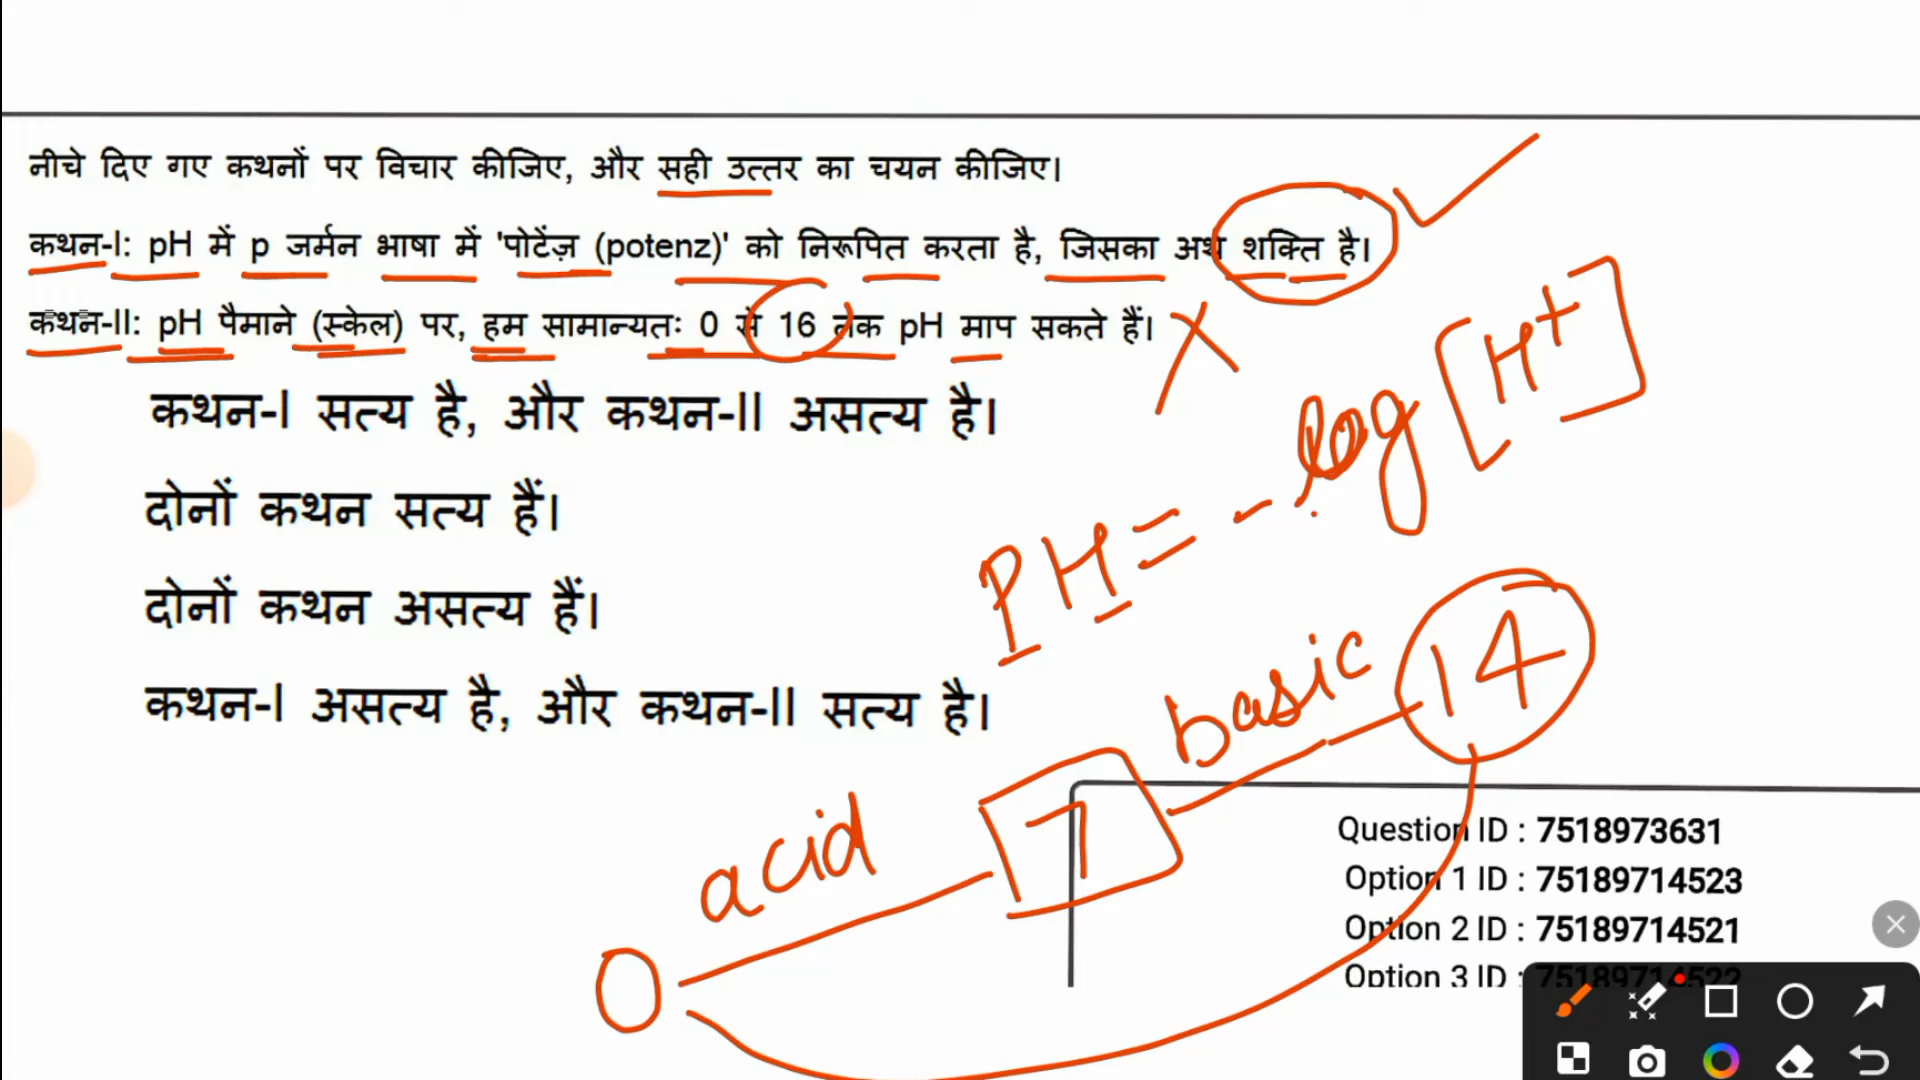 नीचे दिए गए कथनों पर विचार कीजिए, और सही उत्तर का चयन कीजिए।
कथन-I: pH में p जर्मन भाषा में 'पोटेंज़ (potenz)' को निरूपित करता है, जिसका अर्थ शक्ति है।
कथन-II: pH पैमाने (स्केल) पर, हम सामान्यतः 0 से 16 तक pH माप सकते हैं।
कथन-I सत्य है, और कथन-II असत्य है।
दोनों कथन सत्य हैं।
दोनों कथन असत्य हैं।
कथन-I असत्य है, और कथन-II सत्य है।
PH = - log [H+]
acid
basic
0
7
14
Question ID : 7518973631
Option 1 ID : 75189714523
Option 2 ID : 75189714521
Option 3 ID : 75189714522